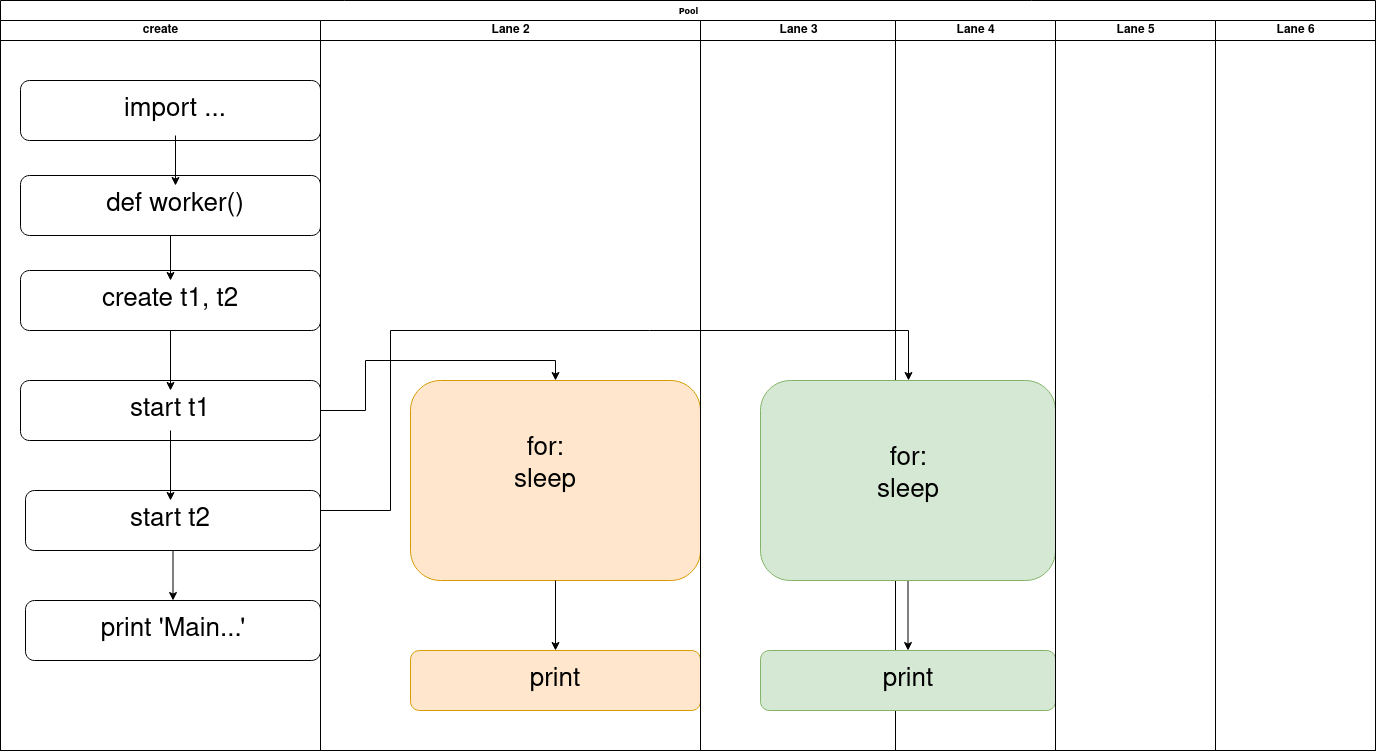 Pool
create
Lane 2
Lane 3
Lane 4
Lane 5
Lane 6
import ...
def worker()
create t1, t2
start t1
start t2
print 'Main...'
for:
sleep
print
for:
sleep
print